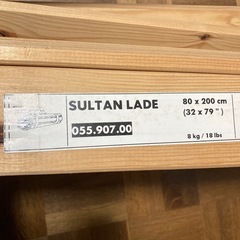 SULTAN LADE
80 x 200 cm
(32 x 79 ")
055.907.00
8 kg / 18 lbs